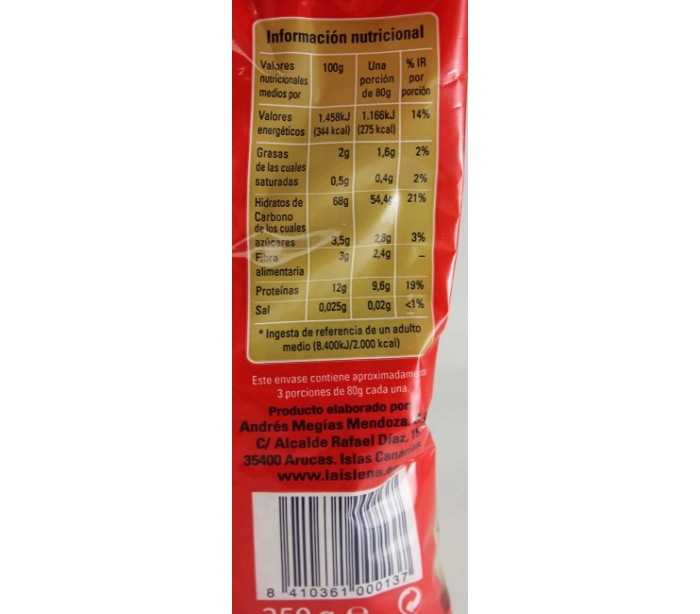 Información nutricional
Valores nutricionales medios por 100g Una porción de 80g % IR por porción
Valores energéticos 1.458kJ (344 kcal) 1.166kJ (275 kcal) 14%
Grasas 2g 1,6g 2%
de las cuales saturadas 0,5g 0,4g 2%
Hidratos de Carbono 68g 54,4g 21%
de los cuales azúcares 3,5g 2,8g 3%
Fibra alimentaria 3g 2,4g –
Proteínas 12g 9,6g 19%
Sal 0,025g 0,02g <1%
* Ingesta de referencia de un adulto
medio (8.400kJ/2.000 kcal)
Este envase contiene aproximadamente
3 porciones de 80g cada una.
Producto elaborado por:
Andrés Megías Mendoza,
C/ Alcalde Rafael Díaz,
35400 Arucas. Islas Canarias
www.laislena.
8 410361 000137
250 g e